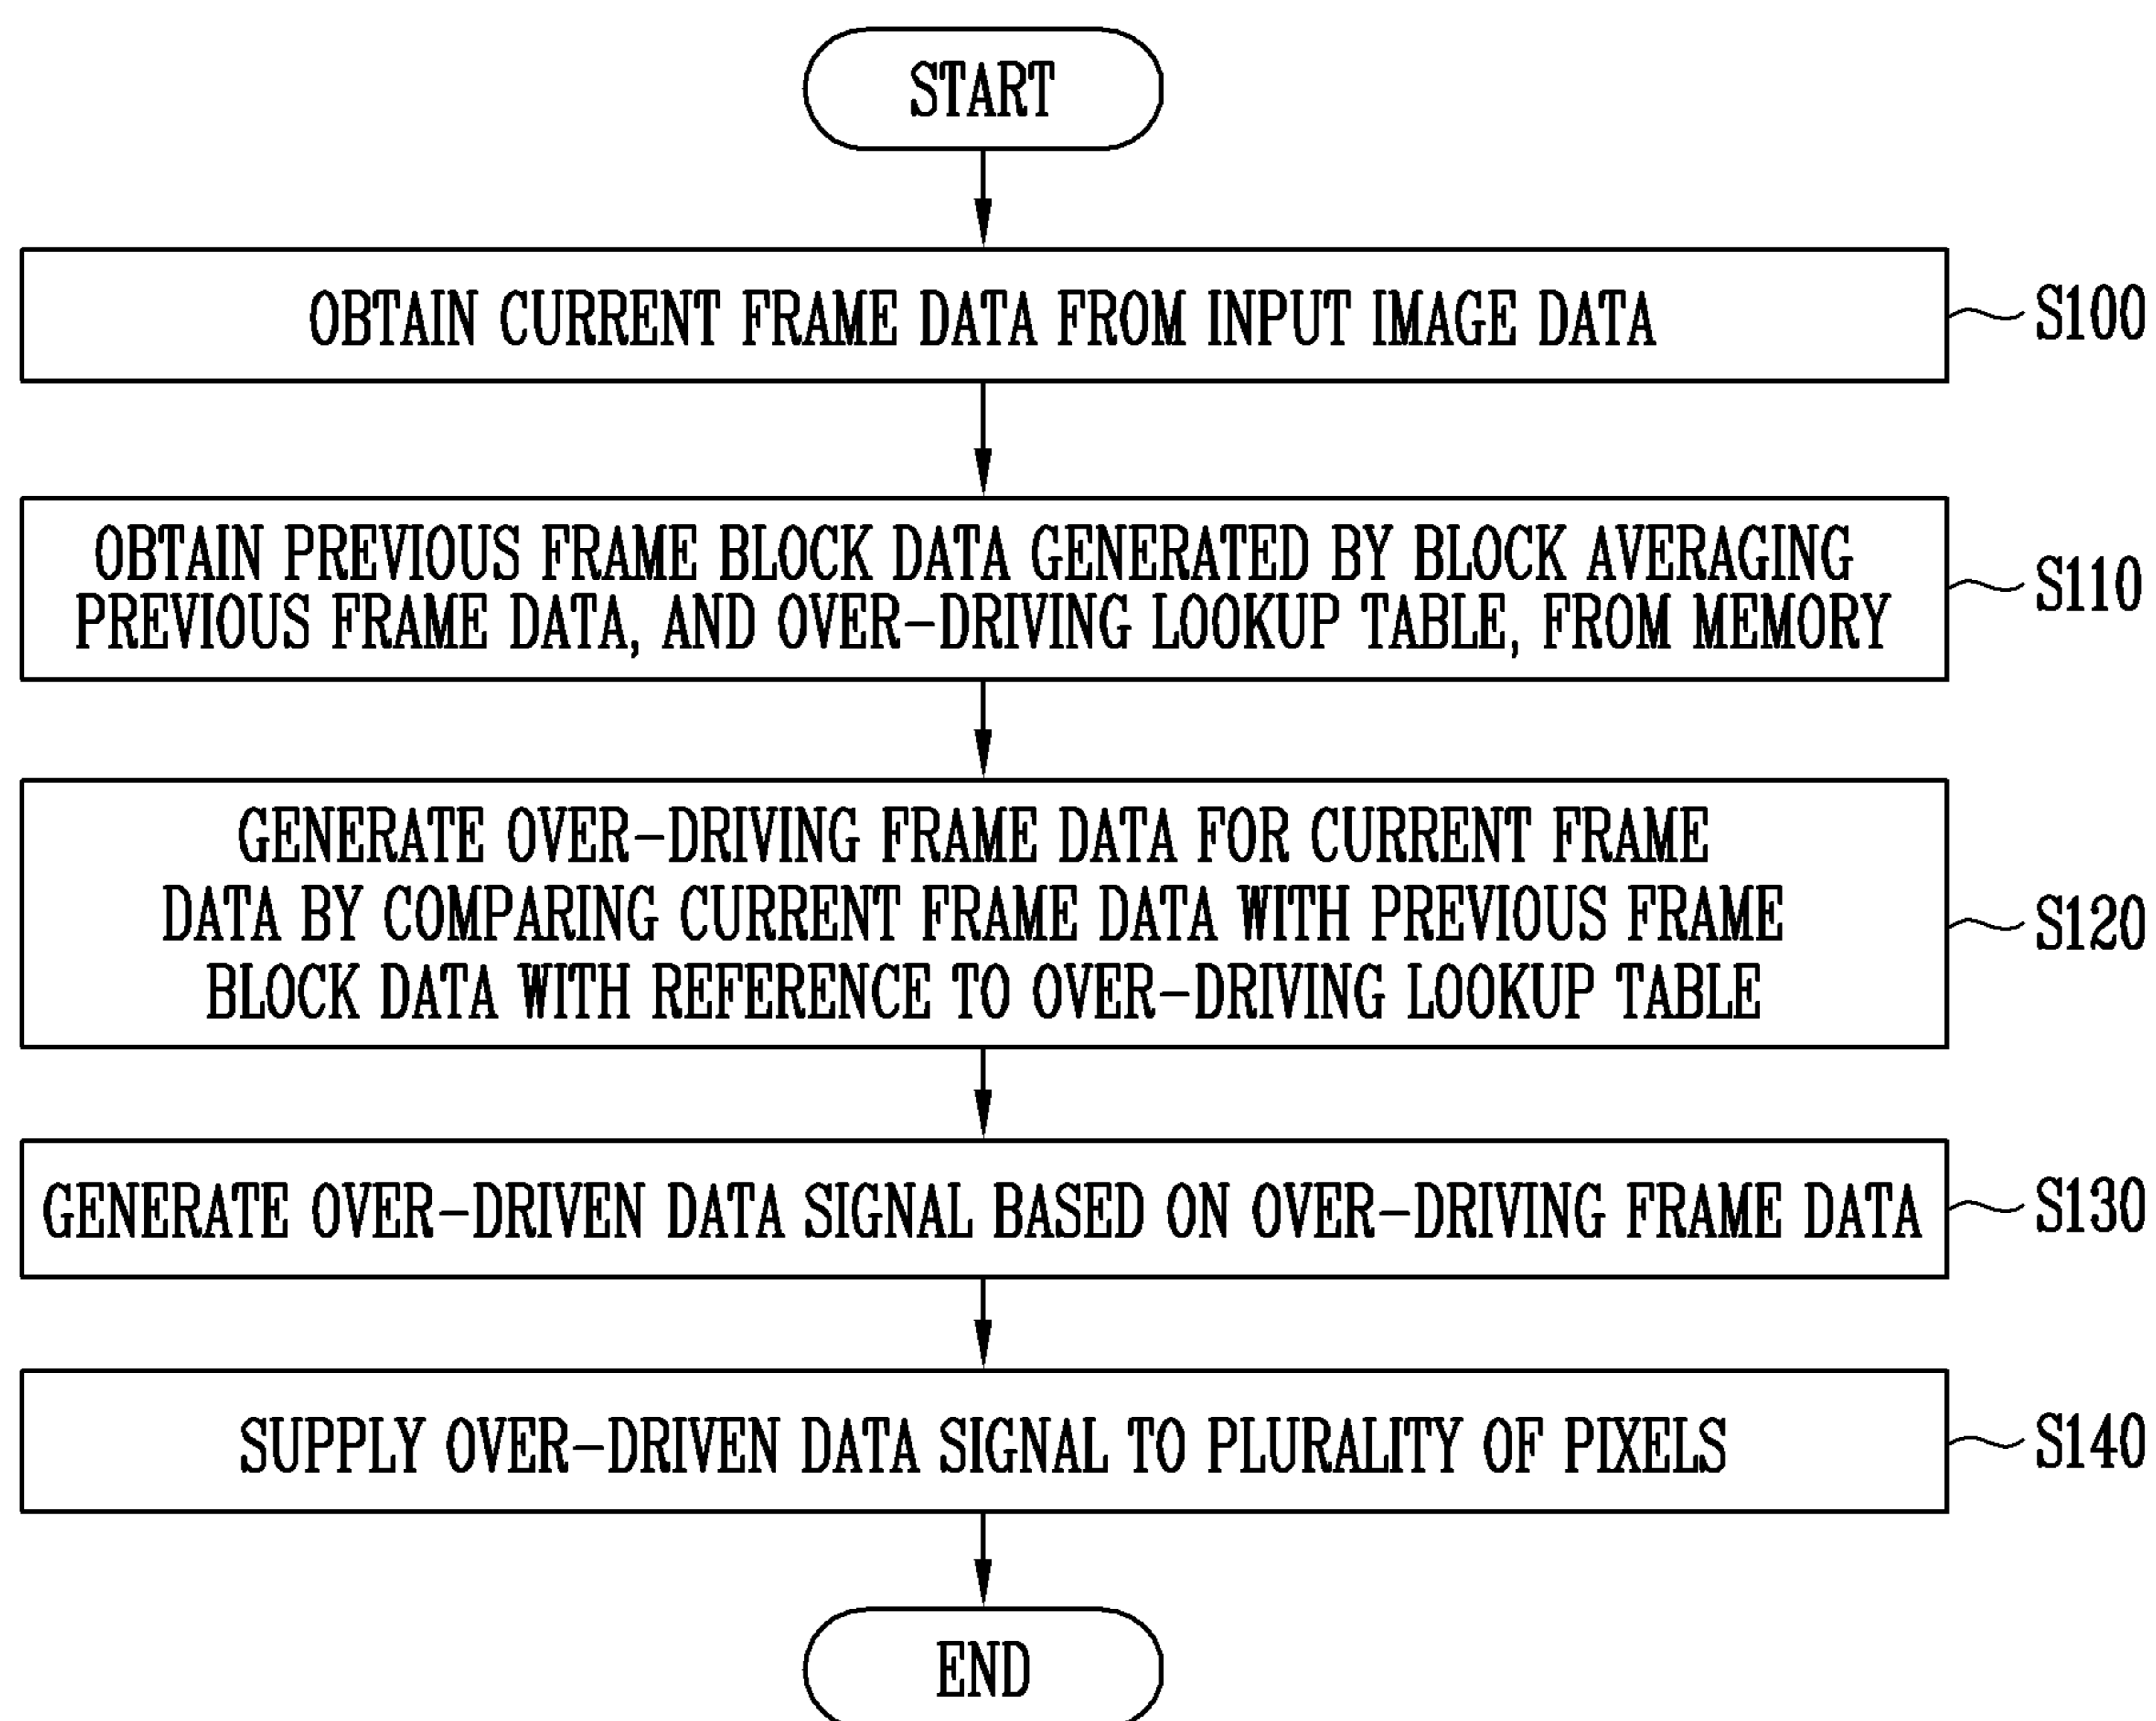 START
OBTAIN CURRENT FRAME DATA FROM INPUT IMAGE DATA
S100
OBTAIN PREVIOUS FRAME BLOCK DATA GENERATED BY BLOCK AVERAGING
PREVIOUS FRAME DATA, AND OVER-DRIVING LOOKUP TABLE, FROM MEMORY
S110
GENERATE OVER-DRIVING FRAME DATA FOR CURRENT FRAME
DATA BY COMPARING CURRENT FRAME DATA WITH PREVIOUS FRAME
BLOCK DATA WITH REFERENCE TO OVER-DRIVING LOOKUP TABLE
S120
GENERATE OVER-DRIVEN DATA SIGNAL BASED ON OVER-DRIVING FRAME DATA
S130
SUPPLY OVER-DRIVEN DATA SIGNAL TO PLURALITY OF PIXELS
S140
END